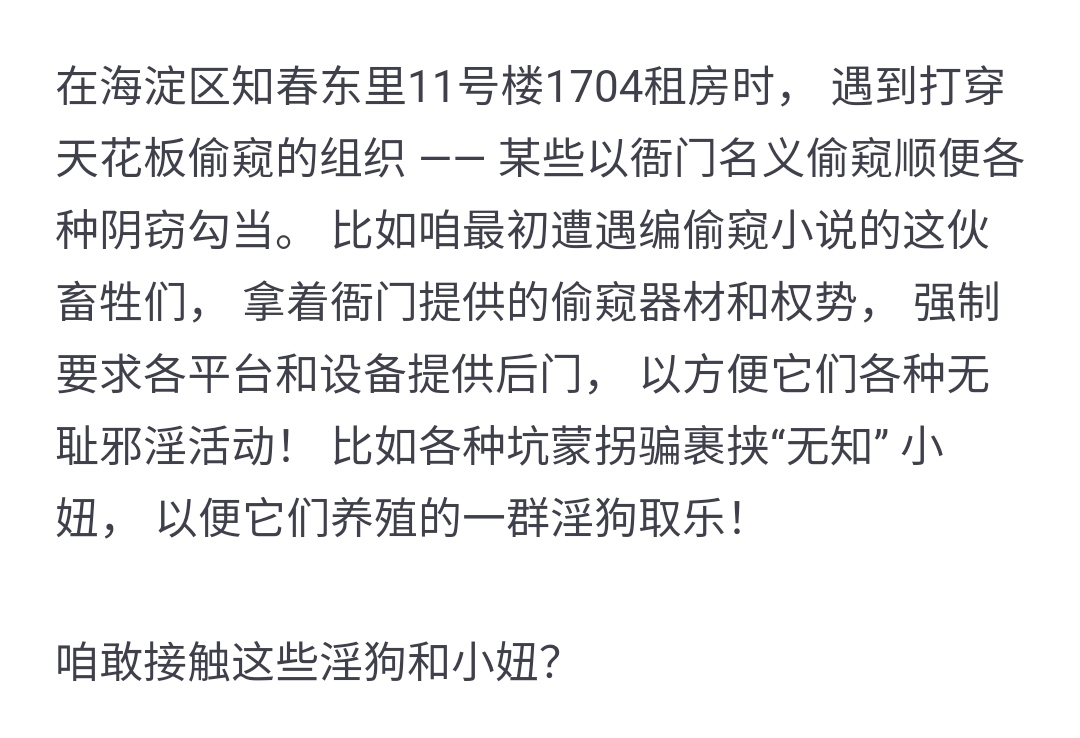 在海淀区知春东里11号楼1704租房时， 遇到打穿
天花板偷窥的组织 —— 某些以衙门名义偷窥顺便各
种阴窃勾当。 比如咱最初遭遇编偷窥小说的这伙
畜牲们， 拿着衙门提供的偷窥器材和权势， 强制
要求各平台和设备提供后门， 以方便它们各种无
耻邪淫活动！ 比如各种坑蒙拐骗裹挟“无知” 小
妞， 以便它们养殖的一群淫狗取乐！
咱敢接触这些淫狗和小妞？